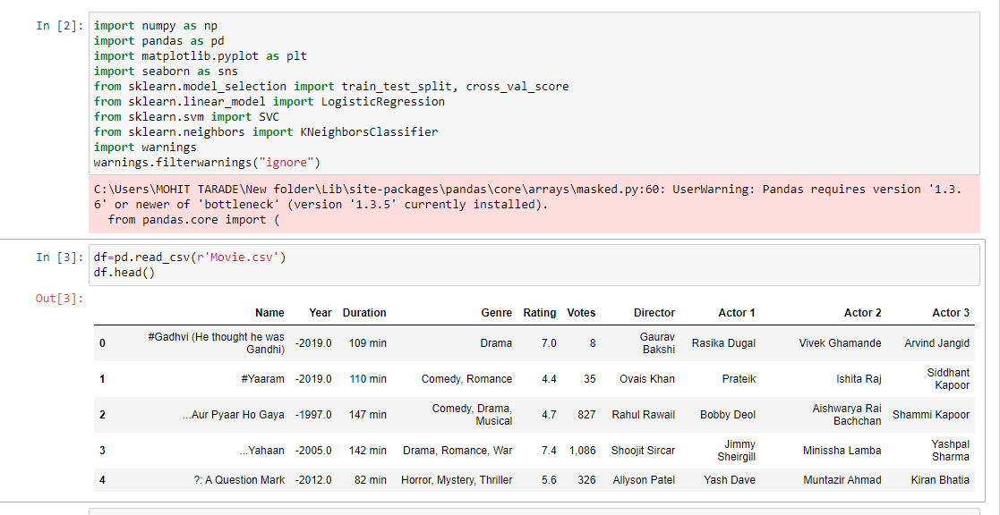 In [2]:
import numpy as np
import pandas as pd
import matplotlib.pyplot as plt
import seaborn as sns
from sklearn.model_selection import train_test_split, cross_val_score
from sklearn.linear_model import LogisticRegression
from sklearn.svm import SVC
from sklearn.neighbors import KNeighborsClassifier
import warnings
warnings.filterwarnings("ignore")
C:\Users\MOHIT TARADE\New folder\Lib\site-packages\pandas\core\arrays\masked.py:60: UserWarning: Pandas requires version '1.3.
6' or newer of 'bottleneck' (version '1.3.5' currently installed).
from pandas.core import (
In [3]:
df=pd.read_csv(r'Movie.csv')
df.head()
Out[3]:
Name Year Duration Genre Rating Votes Director Actor 1 Actor 2 Actor 3
0 #Gadhvi (He thought he was Gandhi) -2019.0 109 min Drama 7.0 8 Gaurav Bakshi Rasika Dugal Vivek Ghamande Arvind Jangid
1 #Yaaram -2019.0 110 min Comedy, Romance 4.4 35 Ovais Khan Prateik Ishita Raj Siddhant Kapoor
2 ...Aur Pyaar Ho Gaya -1997.0 147 min Comedy, Drama, Musical 4.7 827 Rahul Rawail Bobby Deol Aishwarya Rai Bachchan Shammi Kapoor
3 ...Yahaan -2005.0 142 min Drama, Romance, War 7.4 1,086 Shoojit Sircar Jimmy Sheirgill Minissha Lamba Yashpal Sharma
4 ?: A Question Mark -2012.0 82 min Horror, Mystery, Thriller 5.6 326 Allyson Patel Yash Dave Muntazir Ahmad Kiran Bhatia